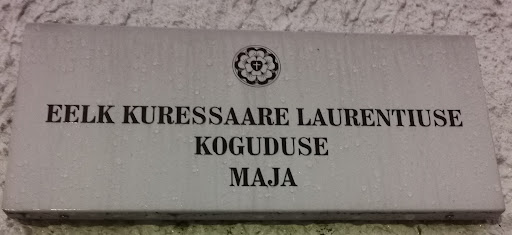 EELK KURESSAARE LAURENTIUSE
KOGUDUSE
MAJA